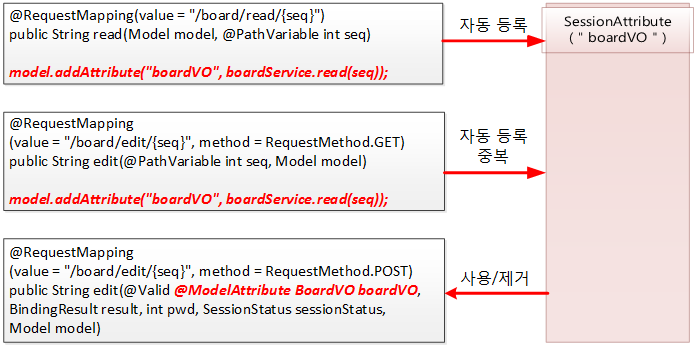 @RequestMapping(value = "/board/read/{seq}")
public String read(Model model, @PathVariable int seq)
model.addAttribute("boardVO", boardService.read(seq));
자동 등록
SessionAttribute
( " boardVO " )
@RequestMapping
(value = "/board/edit/{seq}", method = RequestMethod.GET)
public String edit(@PathVariable int seq, Model model)
model.addAttribute("boardVO", boardService.read(seq));
자동 등록
중복
@RequestMapping
(value = "/board/edit/{seq}", method = RequestMethod.POST)
public String edit(@Valid @ModelAttribute BoardVO boardVO,
BindingResult result, int pwd, SessionStatus sessionStatus,
Model model)
사용/제거